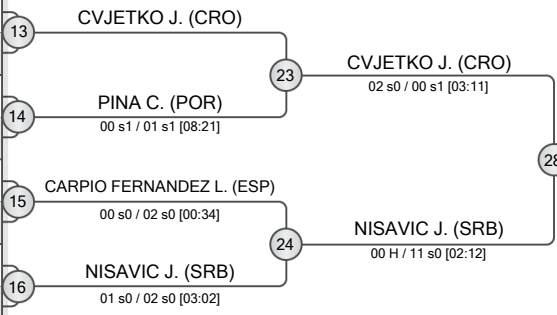 CVJETKO J. (CRO)
13
23
CVJETKO J. (CRO)
02 s0 / 00 s1 [03:11]
PINA C. (POR)
14
00 s1 / 01 s1 [08:21]
28
CARPIO FERNANDEZ L. (ESP)
15
00 s0 / 02 s0 [00:34]
24
NISAVIC J. (SRB)
00 H / 11 s0 [02:12]
NISAVIC J. (SRB)
16
01 s0 / 02 s0 [03:02]